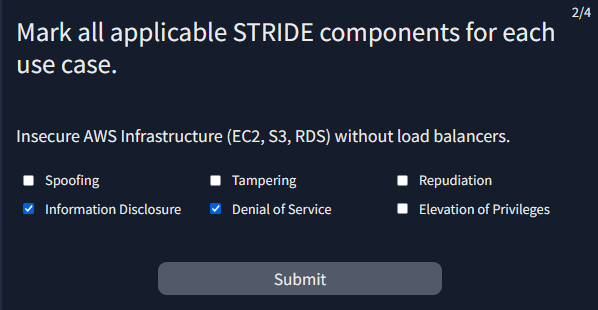 2/4
Mark all applicable STRIDE components for each
use case.
Insecure AWS Infrastructure (EC2, S3, RDS) without load balancers.
Spoofing Tampering Repudiation
Information Disclosure Denial of Service Elevation of Privileges
Submit